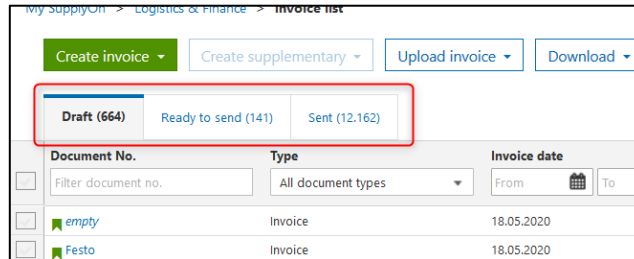 My SupplyOn > Logistics & Finance > Invoice list
Create invoice Create supplementary Upload invoice Download
Draft (664) Ready to send (141) Sent (12.162)
Document No. Type Invoice date
Filter document no. All document types From To
empty Invoice 18.05.2020
Festo Invoice 18.05.2020